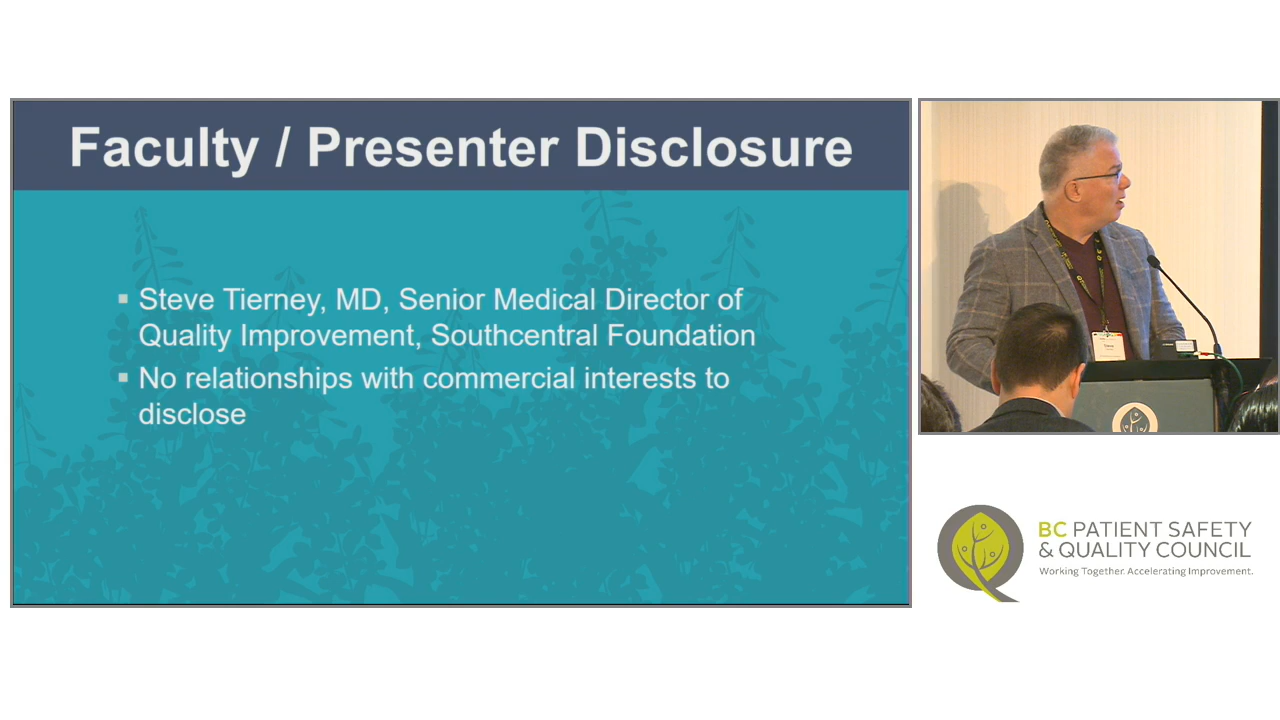 Faculty / Presenter Disclosure
▪ Steve Tierney, MD, Senior Medical Director of
Quality Improvement, Southcentral Foundation
▪ No relationships with commercial interests to
disclose
BC PATIENT SAFETY
& QUALITY COUNCIL
Working Together. Accelerating Improvement.